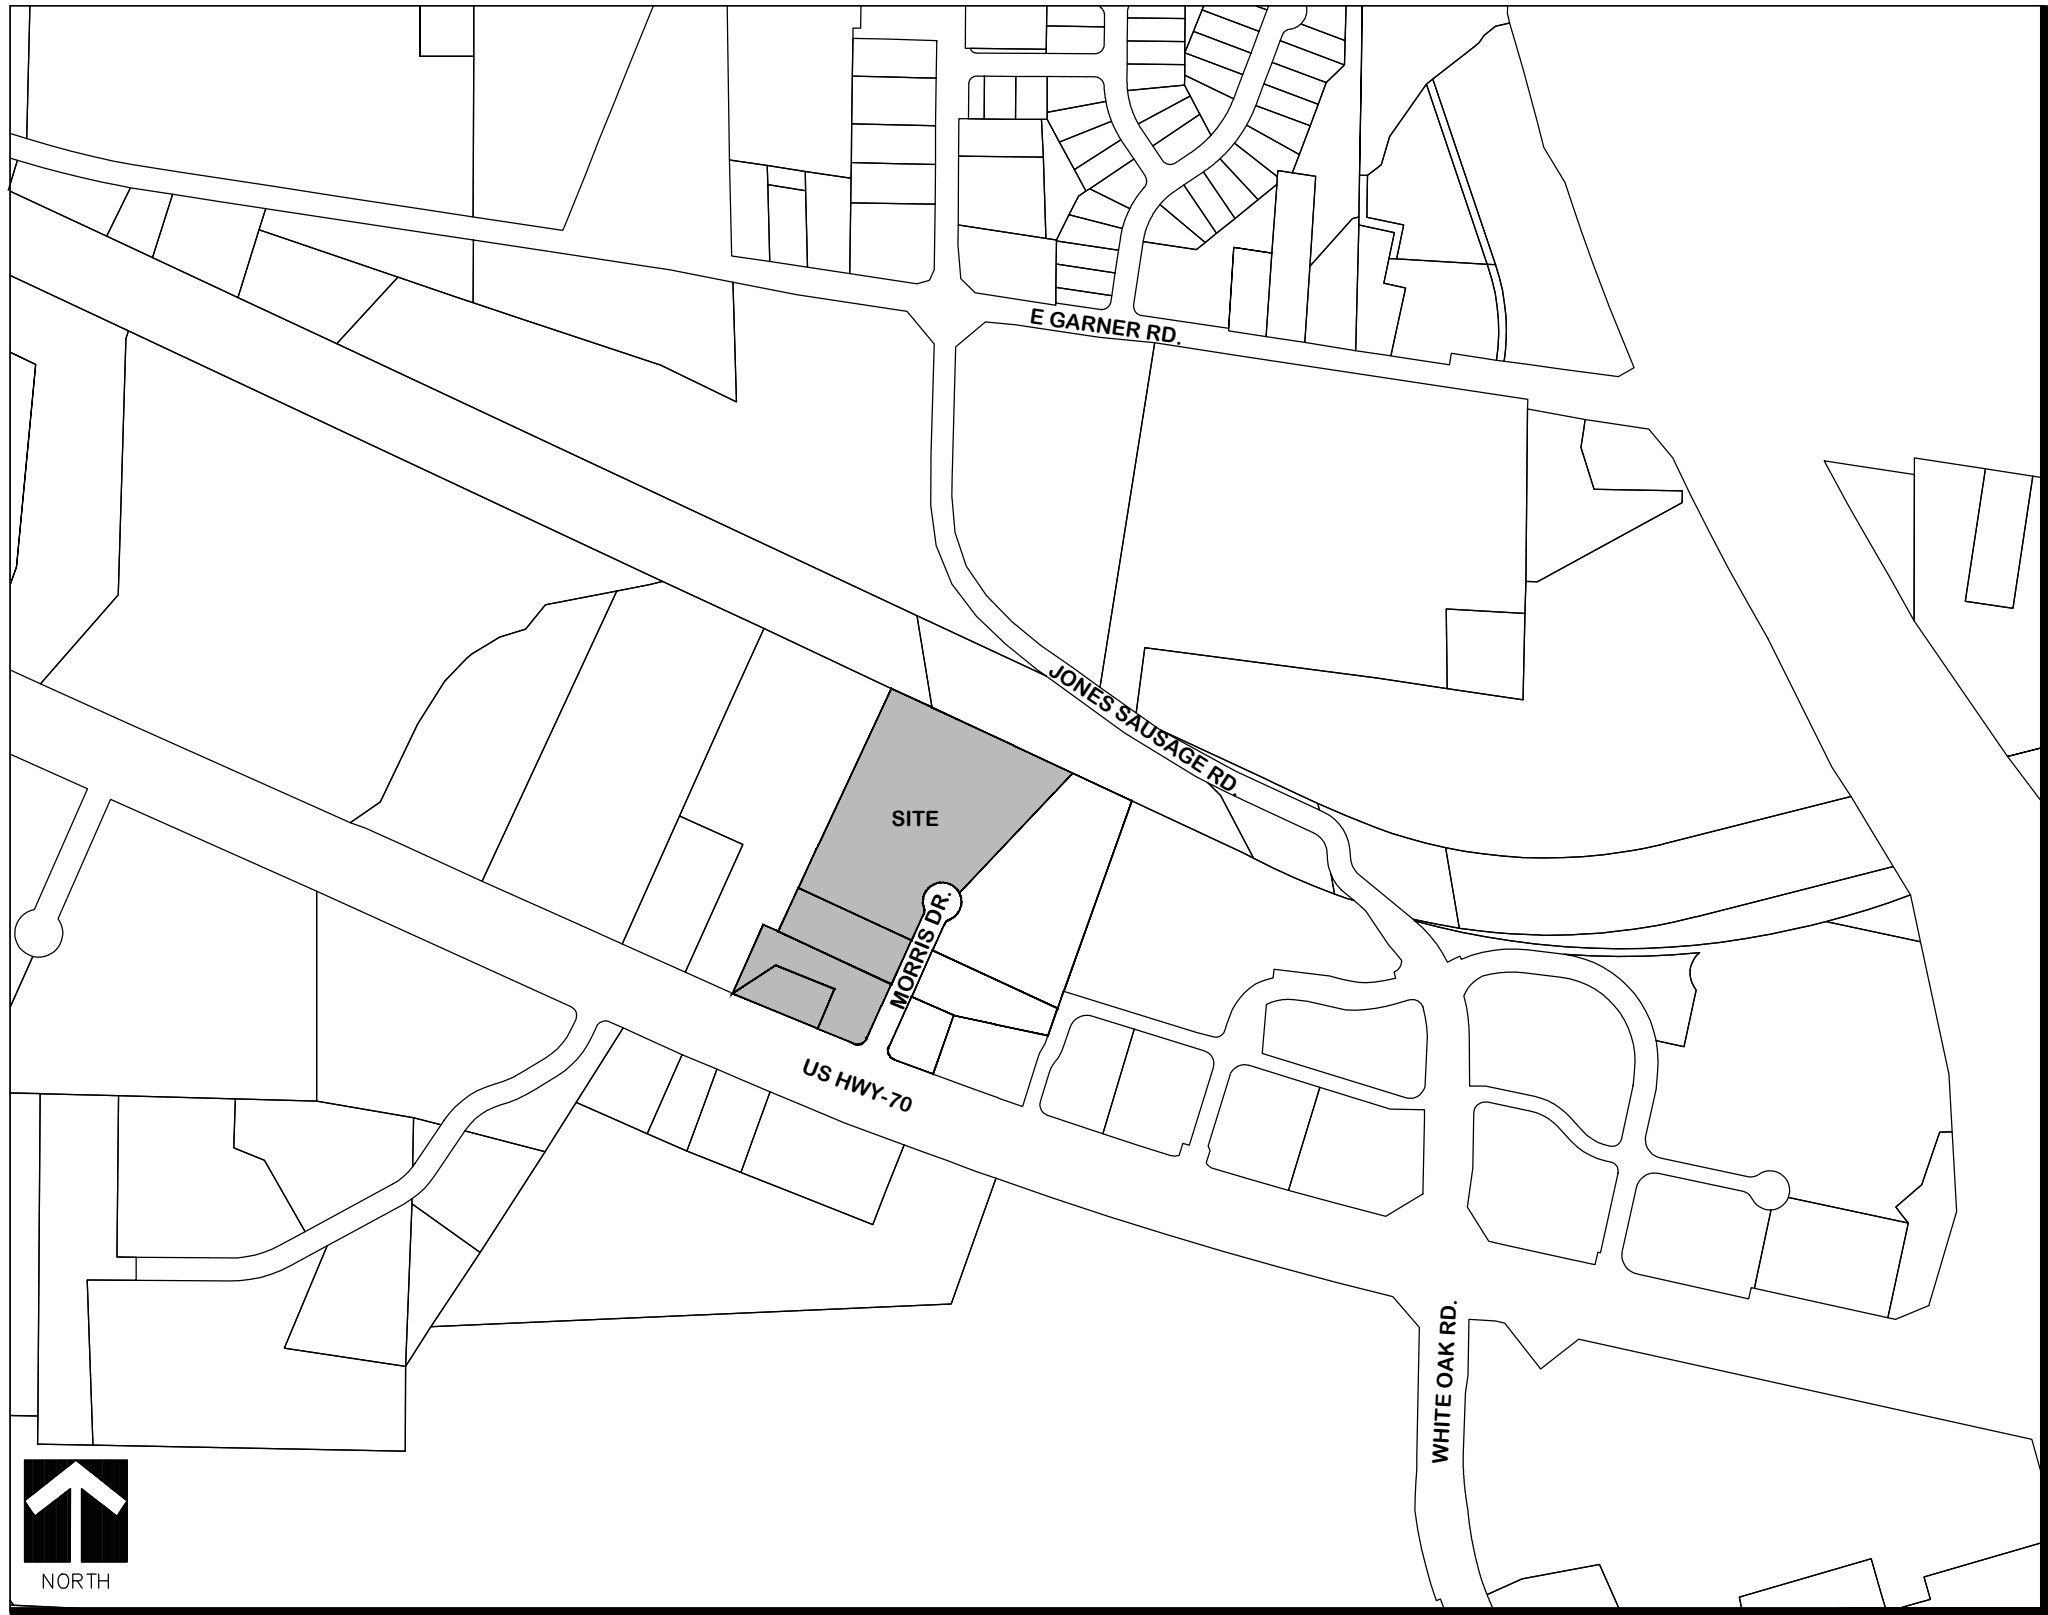 E GARNER RD.
JONES SAUSAGE RD.
SITE
MORRIS DR.
US HWY-70
WHITE OAK RD.
NORTH